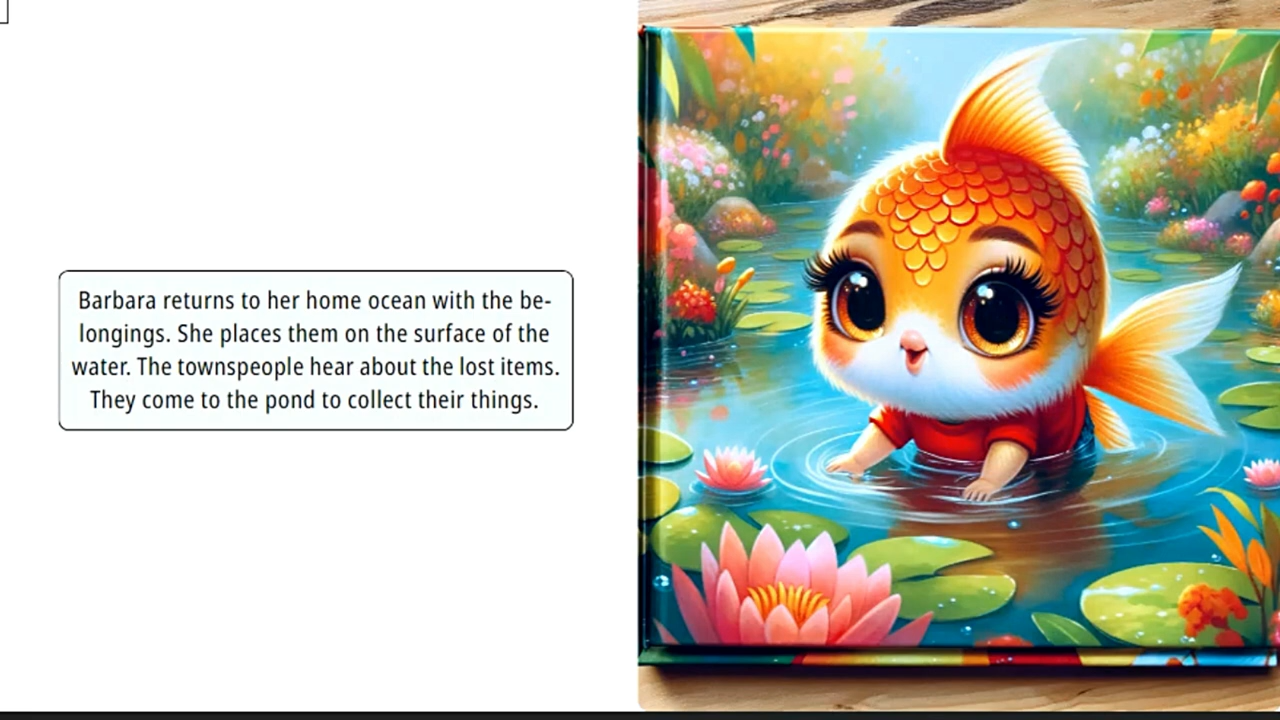 Barbara returns to her home ocean with the be-
longings. She places them on the surface of the
water. The townspeople hear about the lost items.
They come to the pond to collect their things.